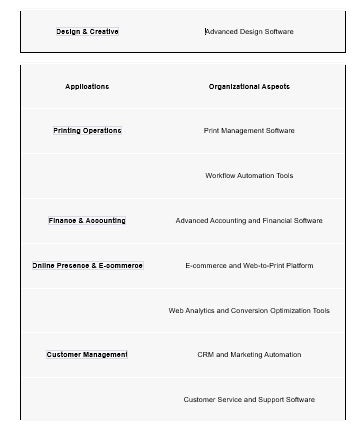 Design & Creative Advanced Design Software
Applications Organizational Aspects
Printing Operations Print Management Software
Workflow Automation Tools
Finance & Accounting Advanced Accounting and Financial Software
Online Presence & E-commerce E-commerce and Web-to-Print Platform
Web Analytics and Conversion Optimization Tools
Customer Management CRM and Marketing Automation
Customer Service and Support Software